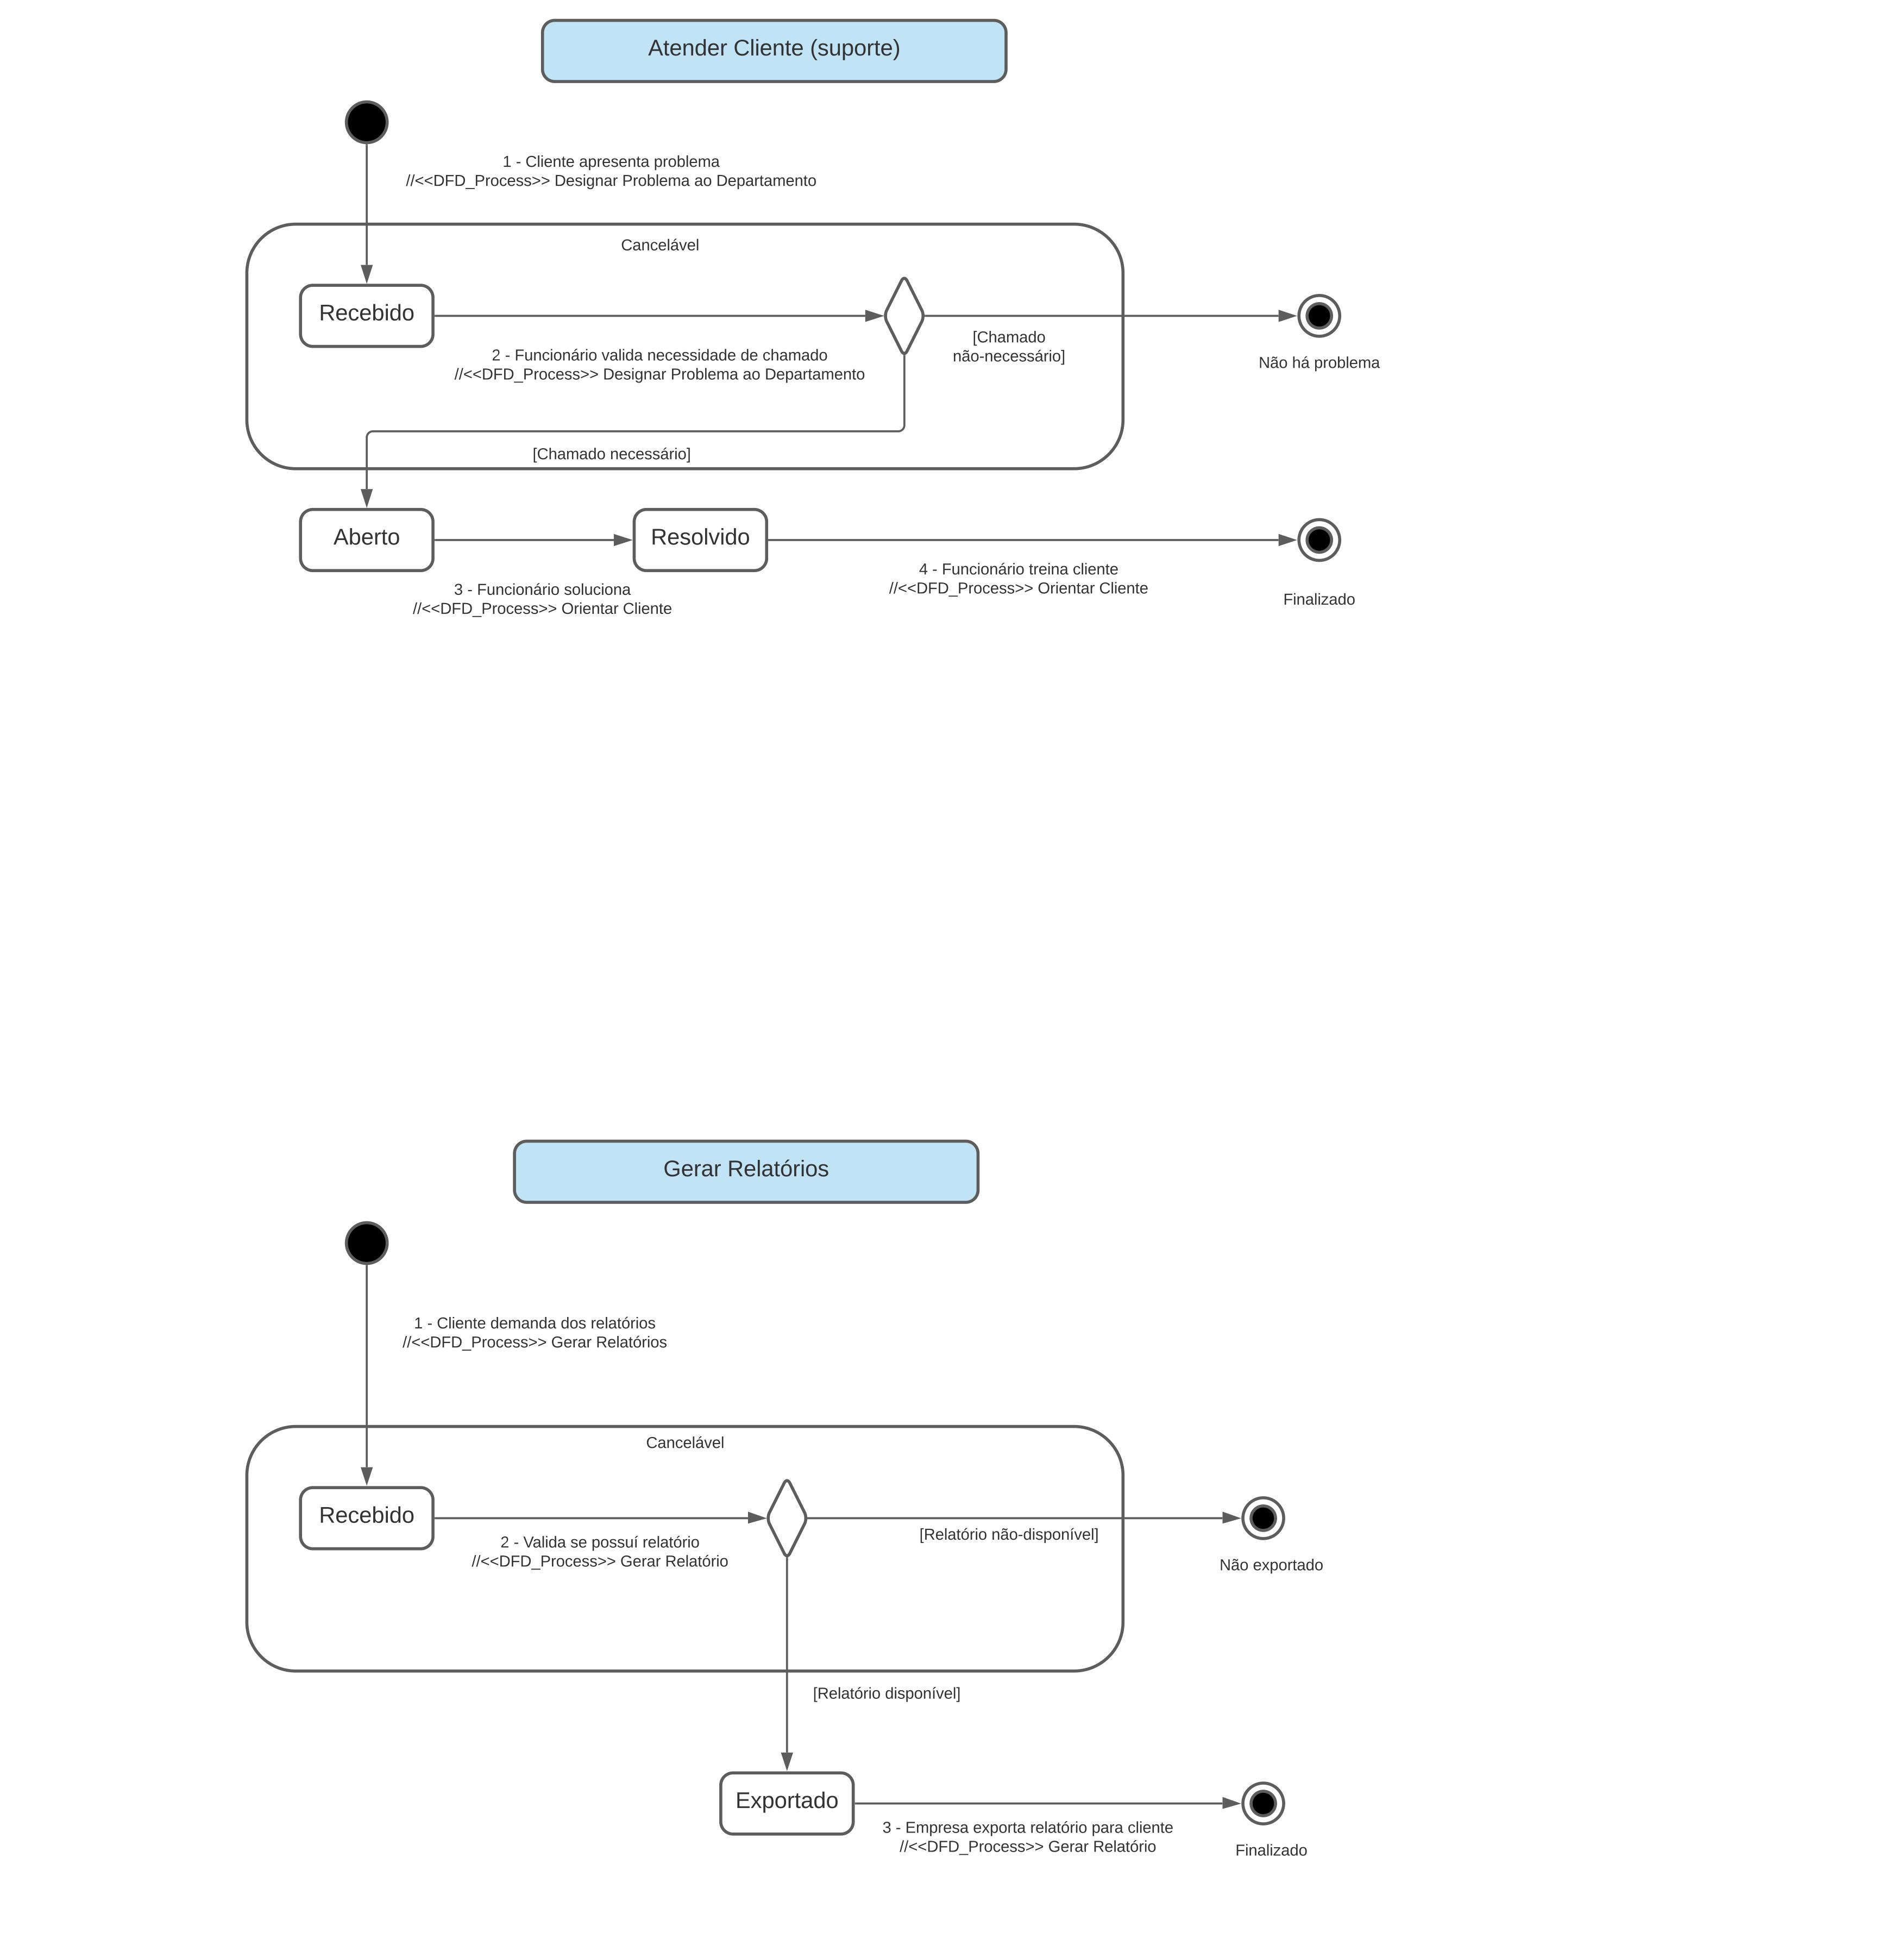 Atender Cliente (suporte)
1 - Cliente apresenta problema
//<<DFD_Process>> Designar Problema ao Departamento
Cancelável
Recebido
2 - Funcionário valida necessidade de chamado
//<<DFD_Process>> Designar Problema ao Departamento
[Chamado
não-necessário]
Não há problema
[Chamado necessário]
Aberto
Resolvido
3 - Funcionário soluciona
//<<DFD_Process>> Orientar Cliente
4 - Funcionário treina cliente
//<<DFD_Process>> Orientar Cliente
Finalizado
Gerar Relatórios
1 - Cliente demanda dos relatórios
//<<DFD_Process>> Gerar Relatórios
Cancelável
Recebido
2 - Valida se possuí relatório
//<<DFD_Process>> Gerar Relatório
[Relatório não-disponível]
Não exportado
[Relatório disponível]
Exportado
3 - Empresa exporta relatório para cliente
//<<DFD_Process>> Gerar Relatório
Finalizado